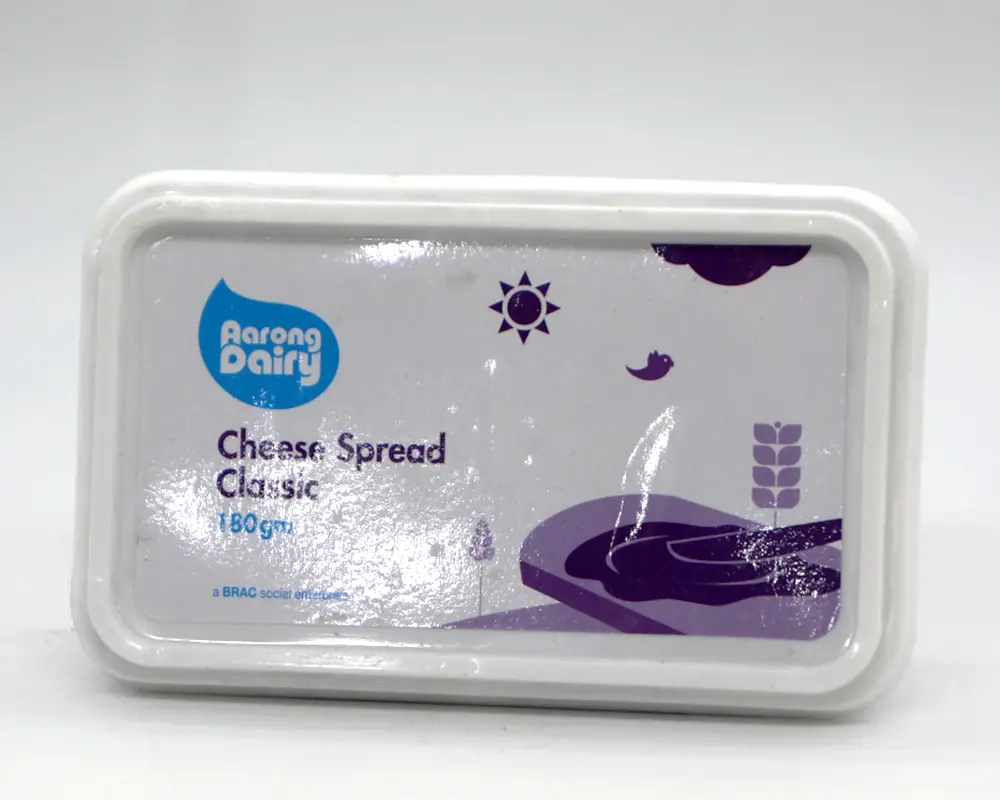 Aarong
Dairy
Cheese Spread
Classic
180gm
a BRAC social enterprise